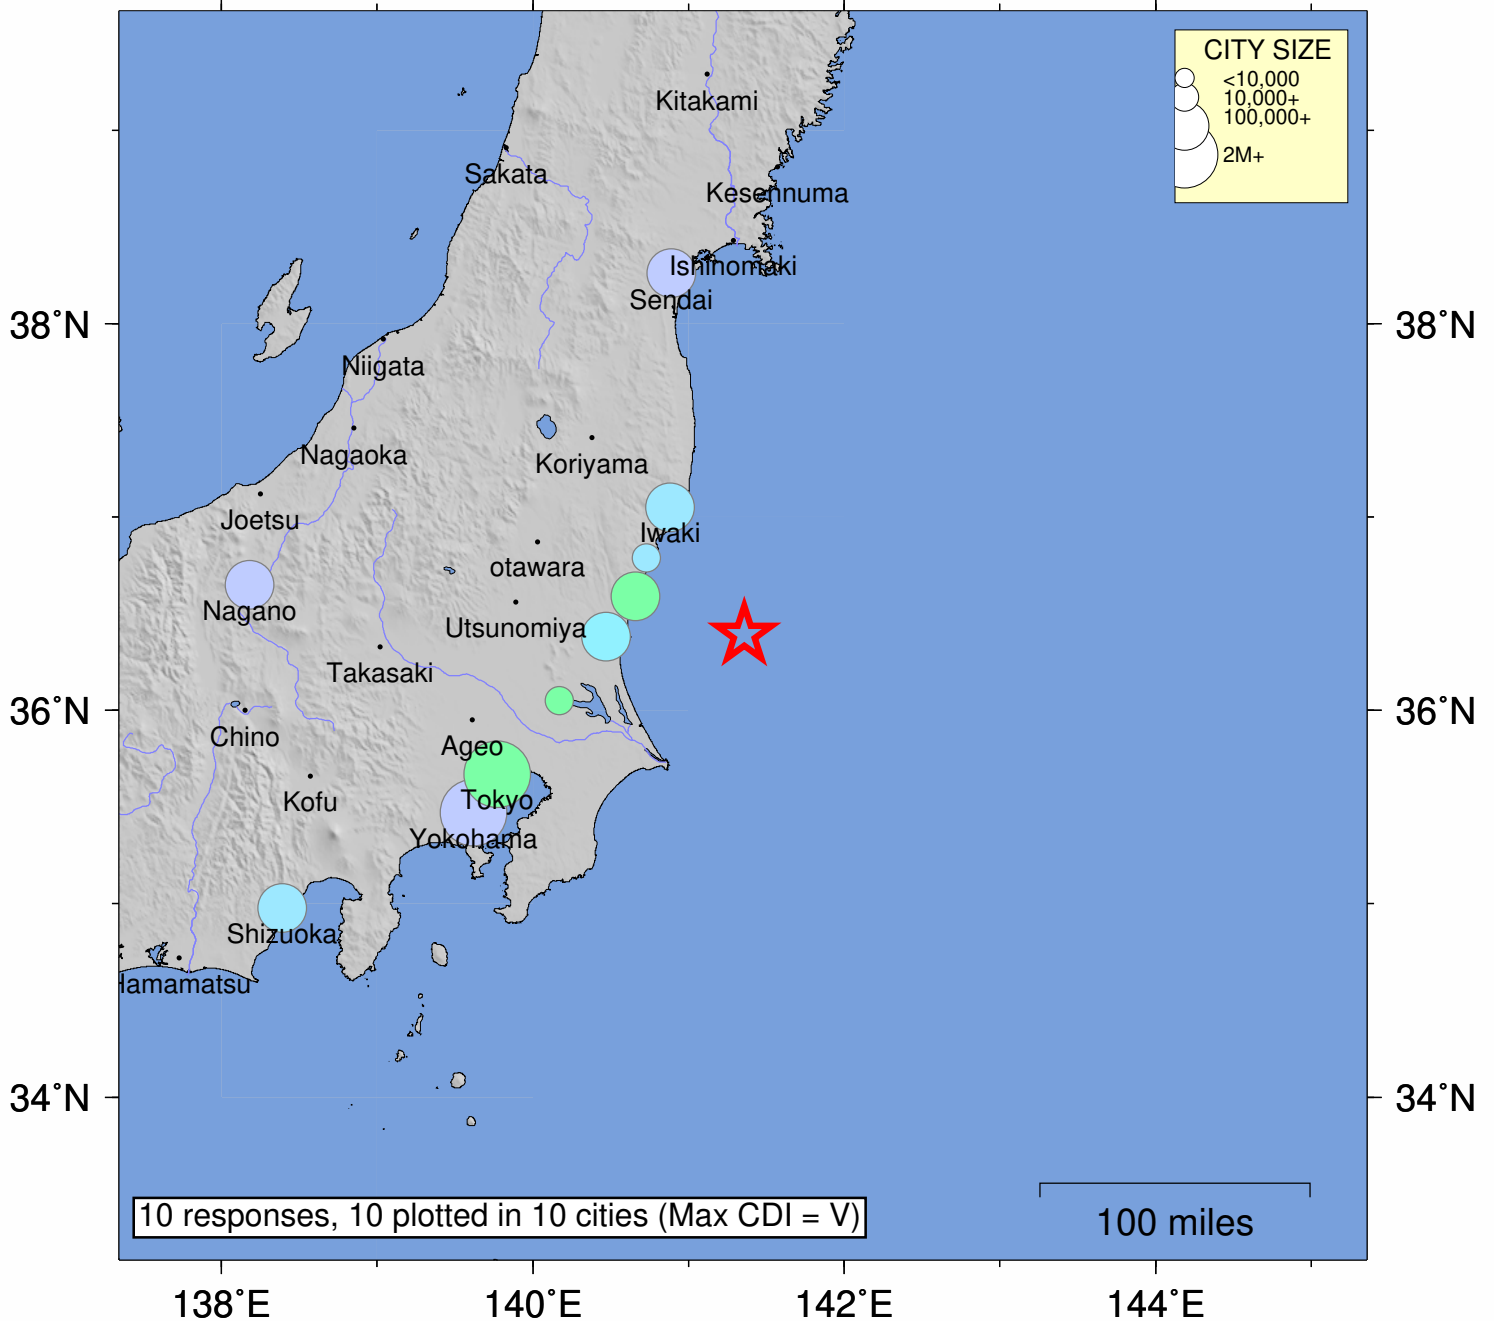 CITY SIZE
<10,000
10,000+
100,000+
2M+
Kitakami
Sakata
Kesennuma
Ishinomaki
Sendai
38°N
38°N
Niigata
Nagaoka
Koriyama
Joetsu
Iwaki
otawara
Nagano
Utsunomiya
Takasaki
36°N
36°N
Chino
Ageo
Kofu
Tokyo
Yokohama
Shizuoka
Hamamatsu
34°N
34°N
10 responses, 10 plotted in 10 cities (Max CDI = V)
100 miles
138°E
140°E
142°E
144°E